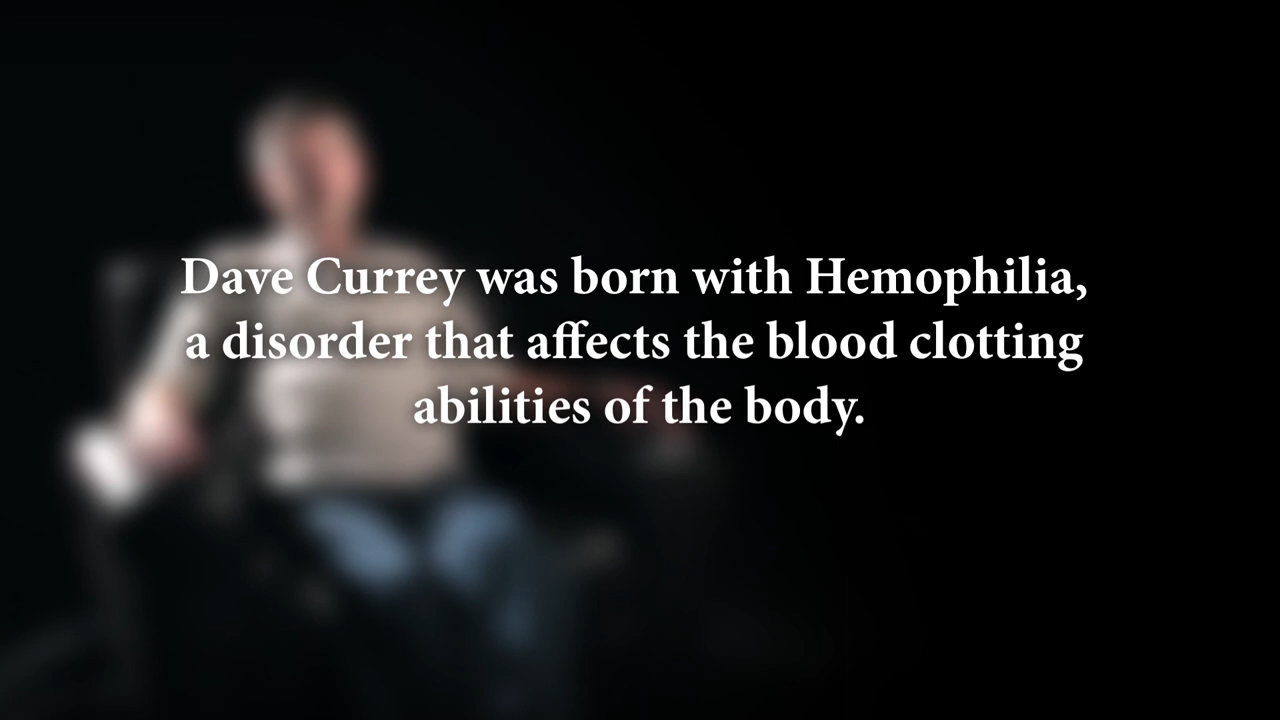 Dave Currey was born with Hemophilia,
a disorder that affects the blood clotting
abilities of the body.